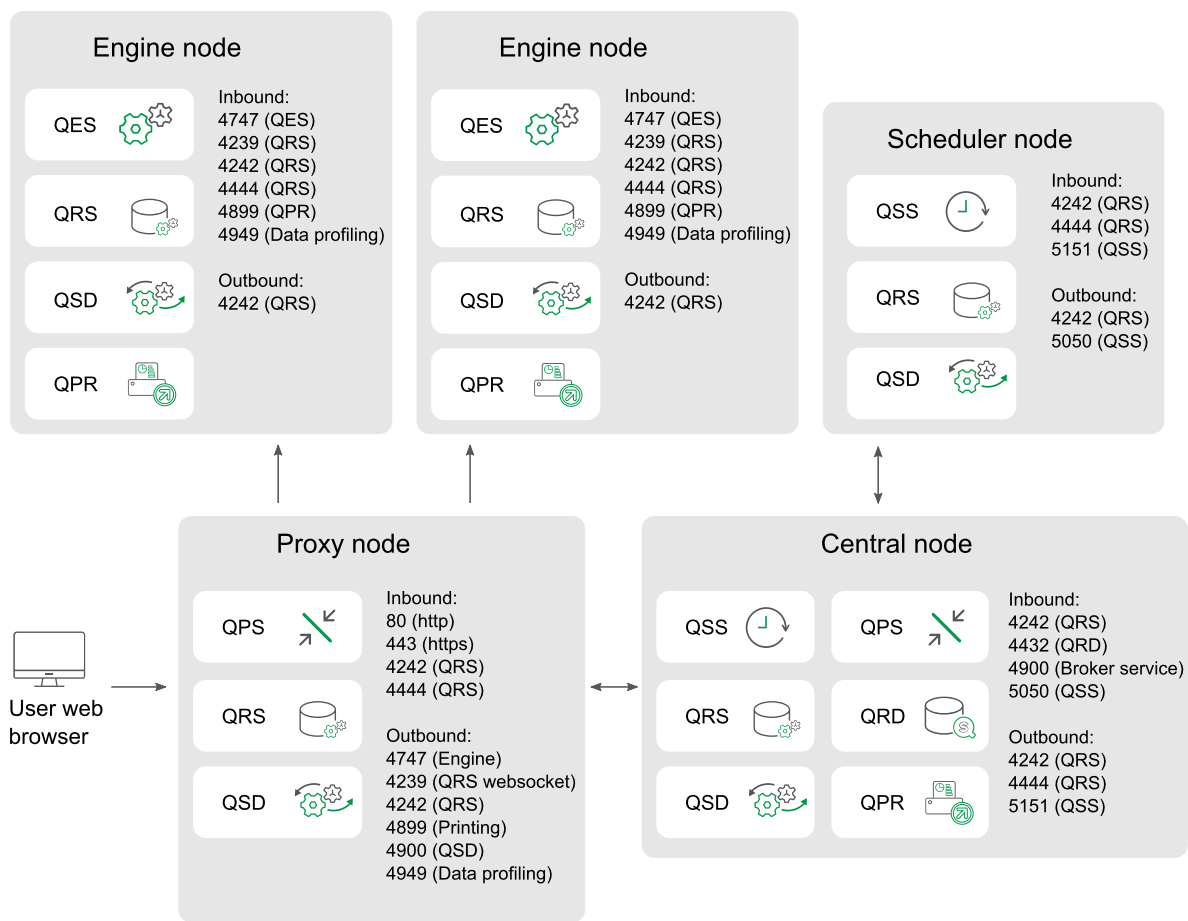 Engine node
QES
QRS
QSD
QPR
Inbound:
4747 (QES)
4239 (QRS)
4242 (QRS)
4444 (QRS)
4899 (QPR)
4949 (Data profiling)
Outbound:
4242 (QRS)
Engine node
QES
QRS
QSD
QPR
Inbound:
4747 (QES)
4239 (QRS)
4242 (QRS)
4444 (QRS)
4899 (QPR)
4949 (Data profiling)
Outbound:
4242 (QRS)
Scheduler node
QSS
QRS
QSD
Inbound:
4242 (QRS)
4444 (QRS)
5151 (QSS)
Outbound:
4242 (QRS)
5050 (QSS)
User web
browser
Proxy node
QPS
QRS
QSD
Inbound:
80 (http)
443 (https)
4242 (QRS)
4444 (QRS)
Outbound:
4747 (Engine)
4239 (QRS websocket)
4242 (QRS)
4899 (Printing)
4900 (QSD)
4949 (Data profiling)
Central node
QSS
QPS
QRS
QRD
S
QSD
QPR
Inbound:
4242 (QRS)
4432 (QRD)
4900 (Broker service)
5050 (QSS)
Outbound:
4242 (QRS)
4444 (QRS)
5151 (QSS)